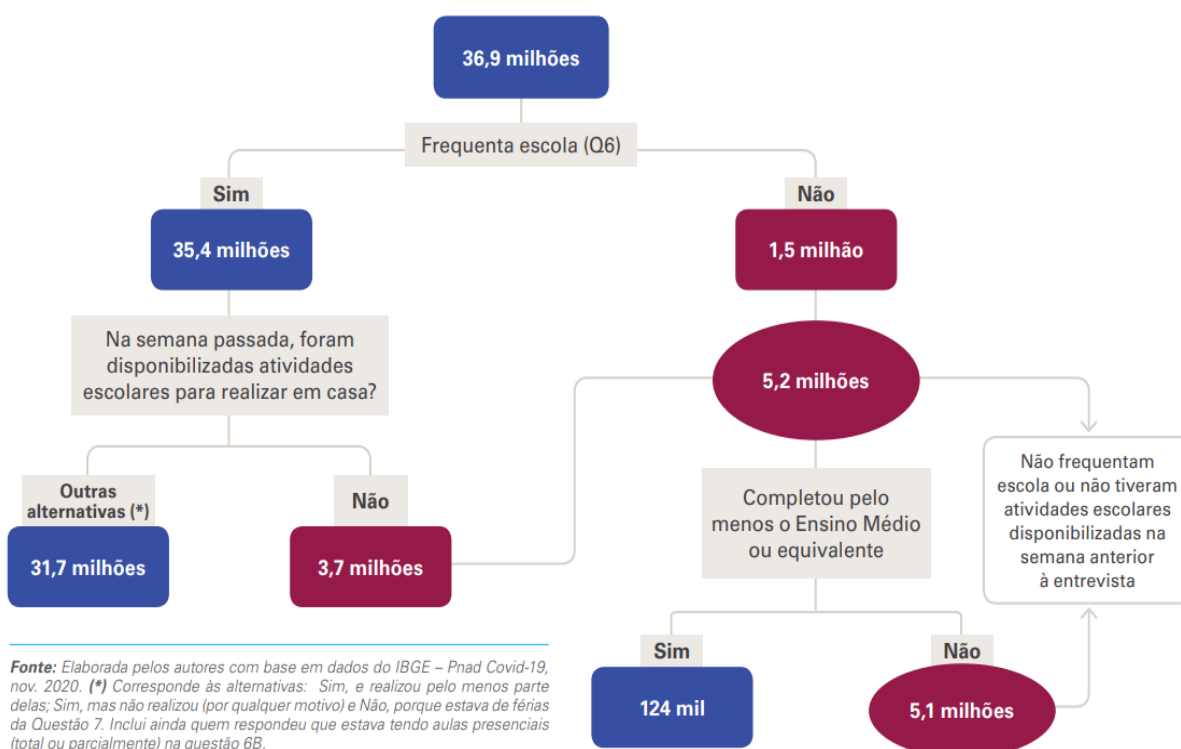 36,9 milhões
Frequenta escola (Q6)
Sim
35,4 milhões
Na semana passada, foram
disponibilizadas atividades
escolares para realizar em casa?
Outras
alternativas (*)
31,7 milhões
Não
3,7 milhões
Não
1,5 milhão
5,2 milhões
Completou pelo
menos o Ensino Médio
ou equivalente
Sim
124 mil
Não
5,1 milhões
Não frequentam
escola ou não tiveram
atividades escolares
disponibilizadas na
semana anterior
à entrevista
Fonte: Elaborada pelos autores com base em dados do IBGE – Pnad Covid-19,
nov. 2020. (*) Corresponde às alternativas: Sim, e realizou pelo menos parte
delas; Sim, mas não realizou (por qualquer motivo) e Não, porque estava de férias
da Questão 7. Inclui ainda quem respondeu que estava tendo aulas presenciais
(total ou parcialmente) na questão 6B.